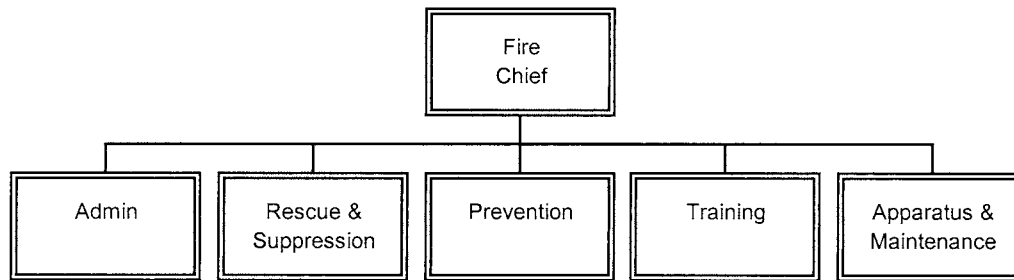 Fire
Chief
Admin
Rescue &
Suppression
Prevention
Training
Apparatus &
Maintenance